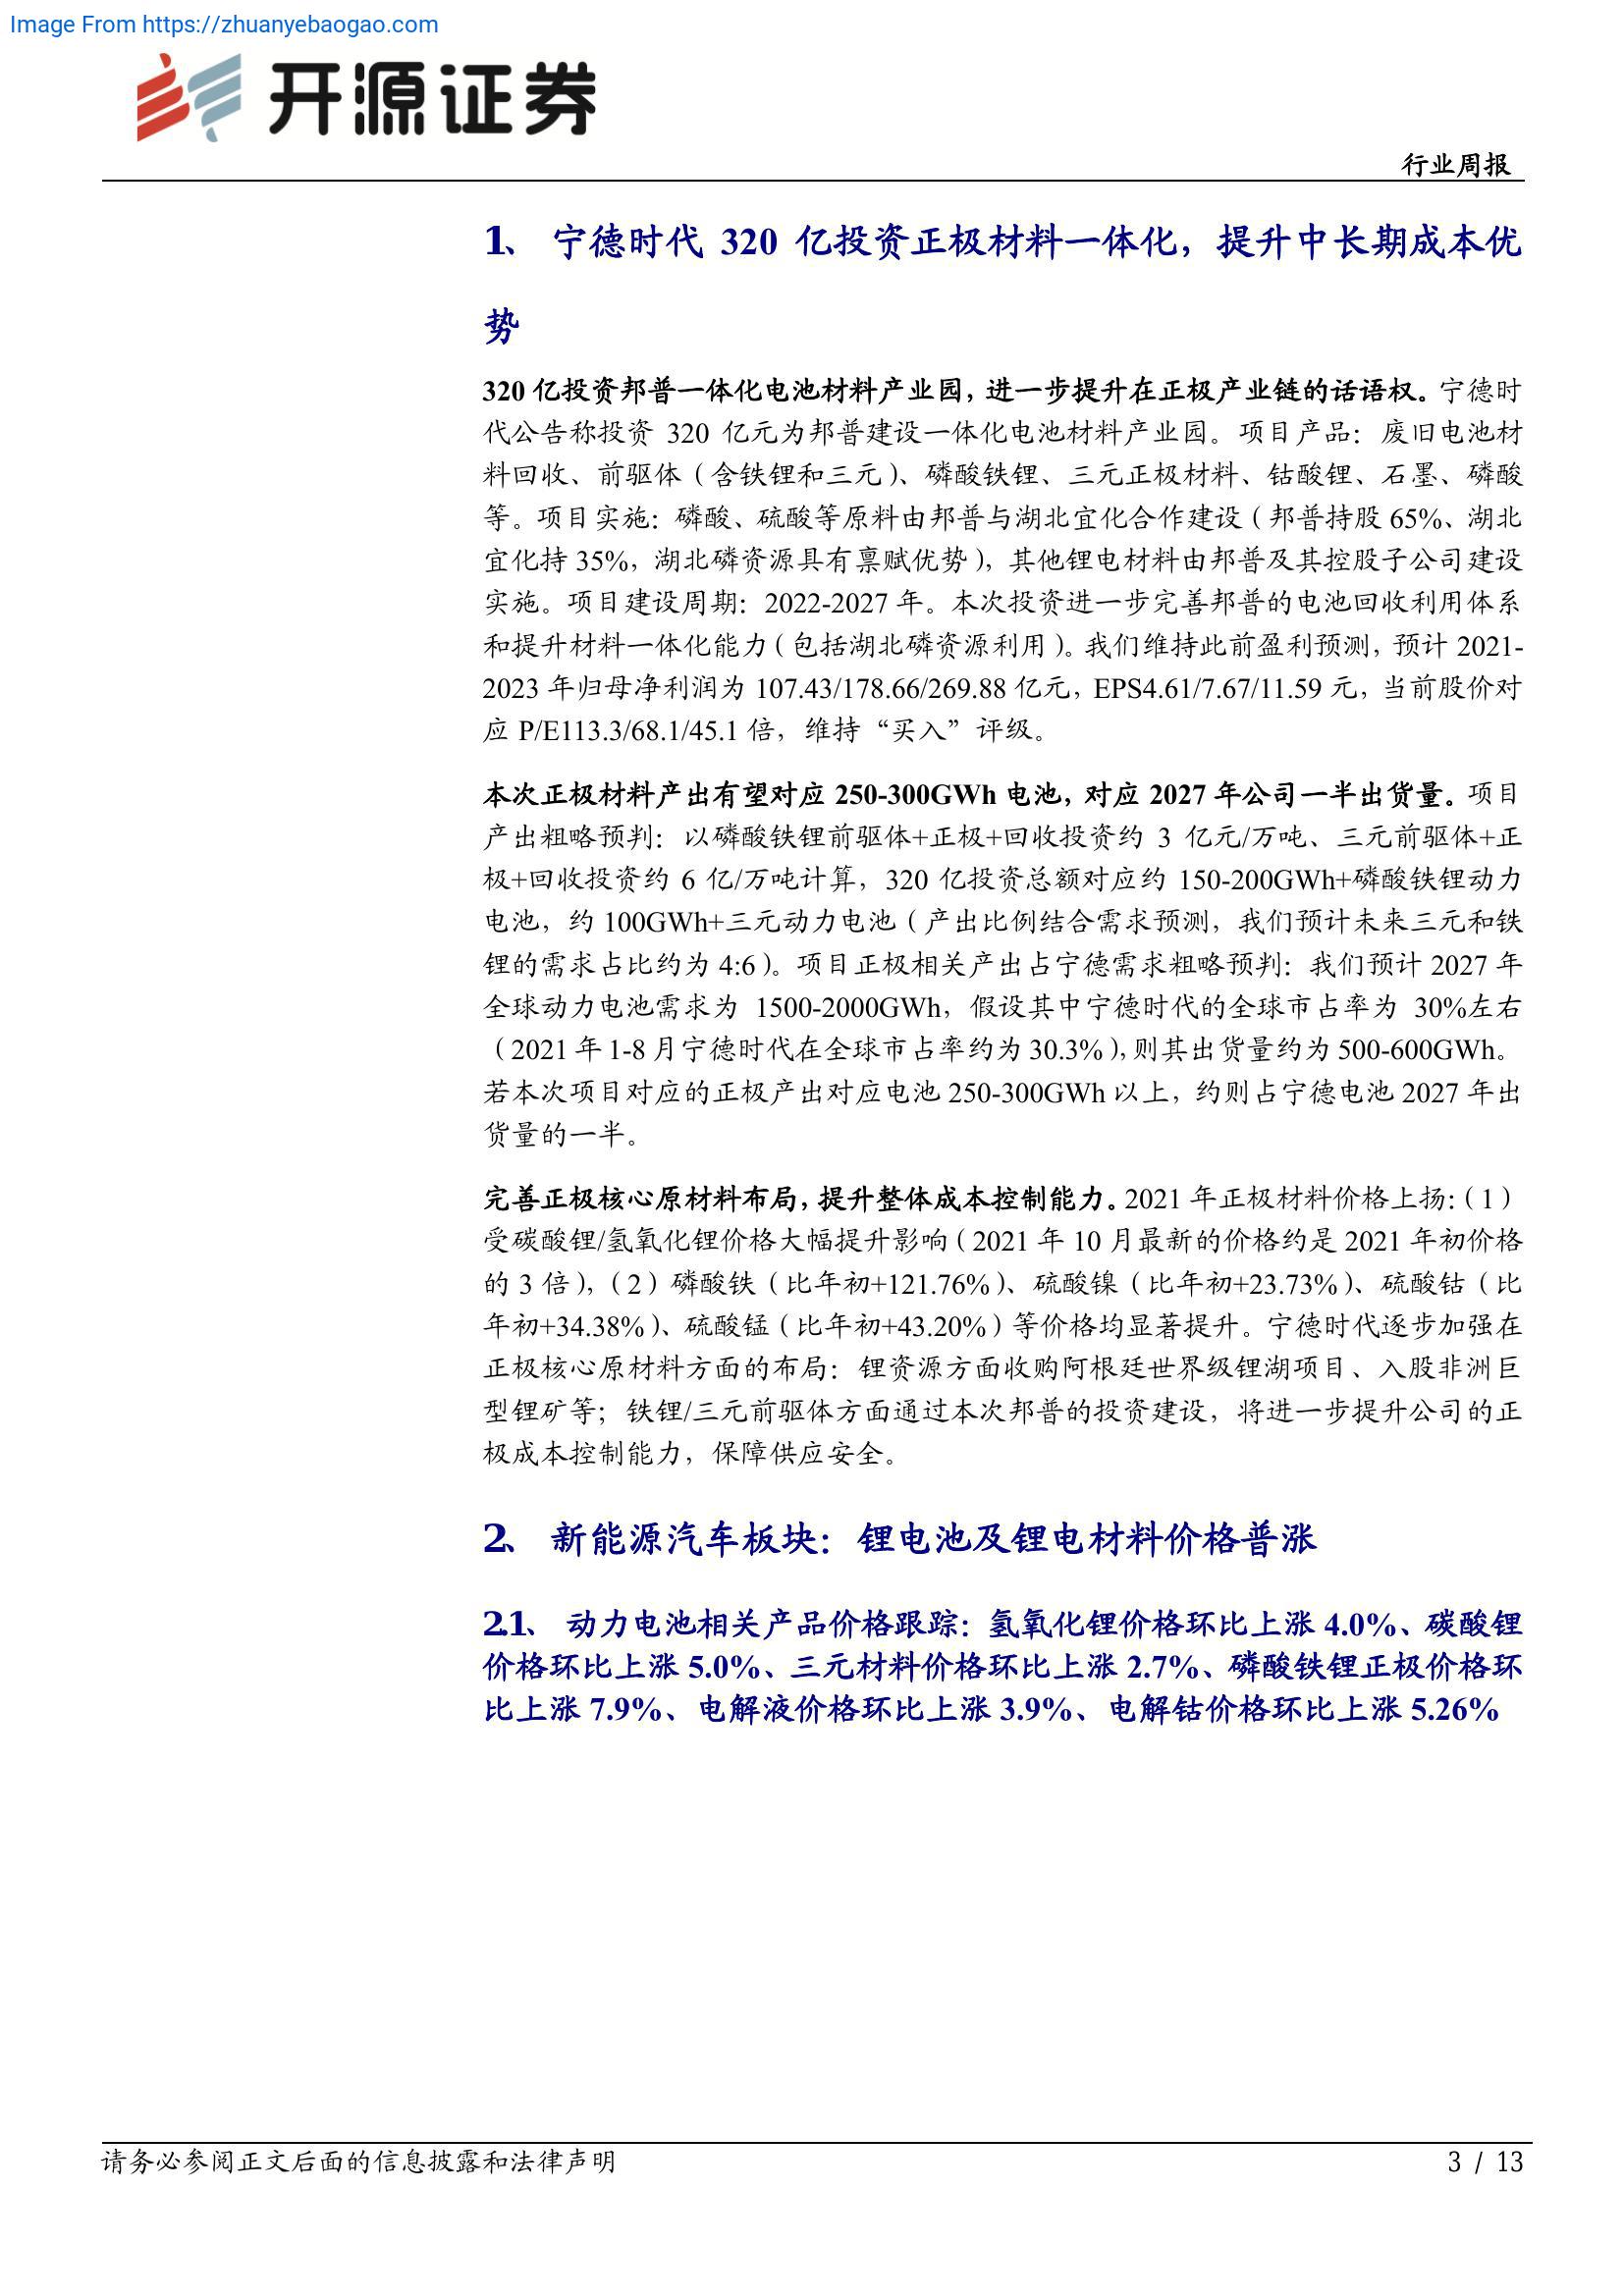 Image From https://zhuanyebaogao.com
开源证券
行业周报
1、 宁德时代 320 亿投资正极材料一体化，提升中长期成本优
势
320 亿投资邦普一体化电池材料产业园，进一步提升在正极产业链的话语权。宁德时
代公告称投资 320 亿元为邦普建设一体化电池材料产业园。项目产品：废旧电池材
料回收、前驱体（含铁锂和三元）、磷酸铁锂、三元正极材料、钴酸锂、石墨、磷酸
等。项目实施：磷酸、硫酸等原料由邦普与湖北宜化合作建设（邦普持股 65%、湖北
宜化持 35%，湖北磷资源具有禀赋优势），其他锂电材料由邦普及其控股子公司建设
实施。项目建设周期：2022-2027 年。本次投资进一步完善邦普的电池回收利用体系
和提升材料一体化能力（包括湖北磷资源利用）。我们维持此前盈利预测，预计 2021-
2023 年归母净利润为 107.43/178.66/269.88 亿元，EPS4.61/7.67/11.59 元，当前股价对
应 P/E113.3/68.1/45.1 倍，维持“买入”评级。
本次正极材料产出有望对应 250-300GWh 电池，对应 2027 年公司一半出货量。项目
产出粗略预判：以磷酸铁锂前驱体+正极+回收投资约 3 亿元/万吨、三元前驱体+正
极+回收投资约 6 亿/万吨计算，320 亿投资总额对应约 150-200GWh+磷酸铁锂动力
电池，约 100GWh+三元动力电池（产出比例结合需求预测，我们预计未来三元和铁
锂的需求占比约为 4:6）。项目正极相关产出占宁德需求粗略预判：我们预计 2027 年
全球动力电池需求为 1500-2000GWh，假设其中宁德时代的全球市占率为 30%左右
（2021 年 1-8 月宁德时代在全球市占率约为 30.3%），则其出货量约为 500-600GWh。
若本次项目对应的正极产出对应电池 250-300GWh 以上，约则占宁德电池 2027 年出
货量的一半。
完善正极核心原材料布局，提升整体成本控制能力。2021 年正极材料价格上扬：（1）
受碳酸锂/氢氧化锂价格大幅提升影响（2021 年 10 月最新的价格约是 2021 年初价格
的 3 倍），（2）磷酸铁（比年初+121.76%）、硫酸镍（比年初+23.73%）、硫酸钴（比
年初+34.38%）、硫酸锰（比年初+43.20%）等价格均显著提升。宁德时代逐步加强在
正极核心原材料方面的布局：锂资源方面收购阿根廷世界级锂湖项目、入股非洲巨
型锂矿等；铁锂/三元前驱体方面通过本次邦普的投资建设，将进一步提升公司的正
极成本控制能力，保障供应安全。
2、 新能源汽车板块：锂电池及锂电材料价格普涨
2.1、 动力电池相关产品价格跟踪：氢氧化锂价格环比上涨 4.0%、碳酸锂
价格环比上涨 5.0%、三元材料价格环比上涨 2.7%、磷酸铁锂正极价格环
比上涨 7.9%、电解液价格环比上涨 3.9%、电解钴价格环比上涨 5.26%
请务必参阅正文后面的信息披露和法律声明
3 / 13